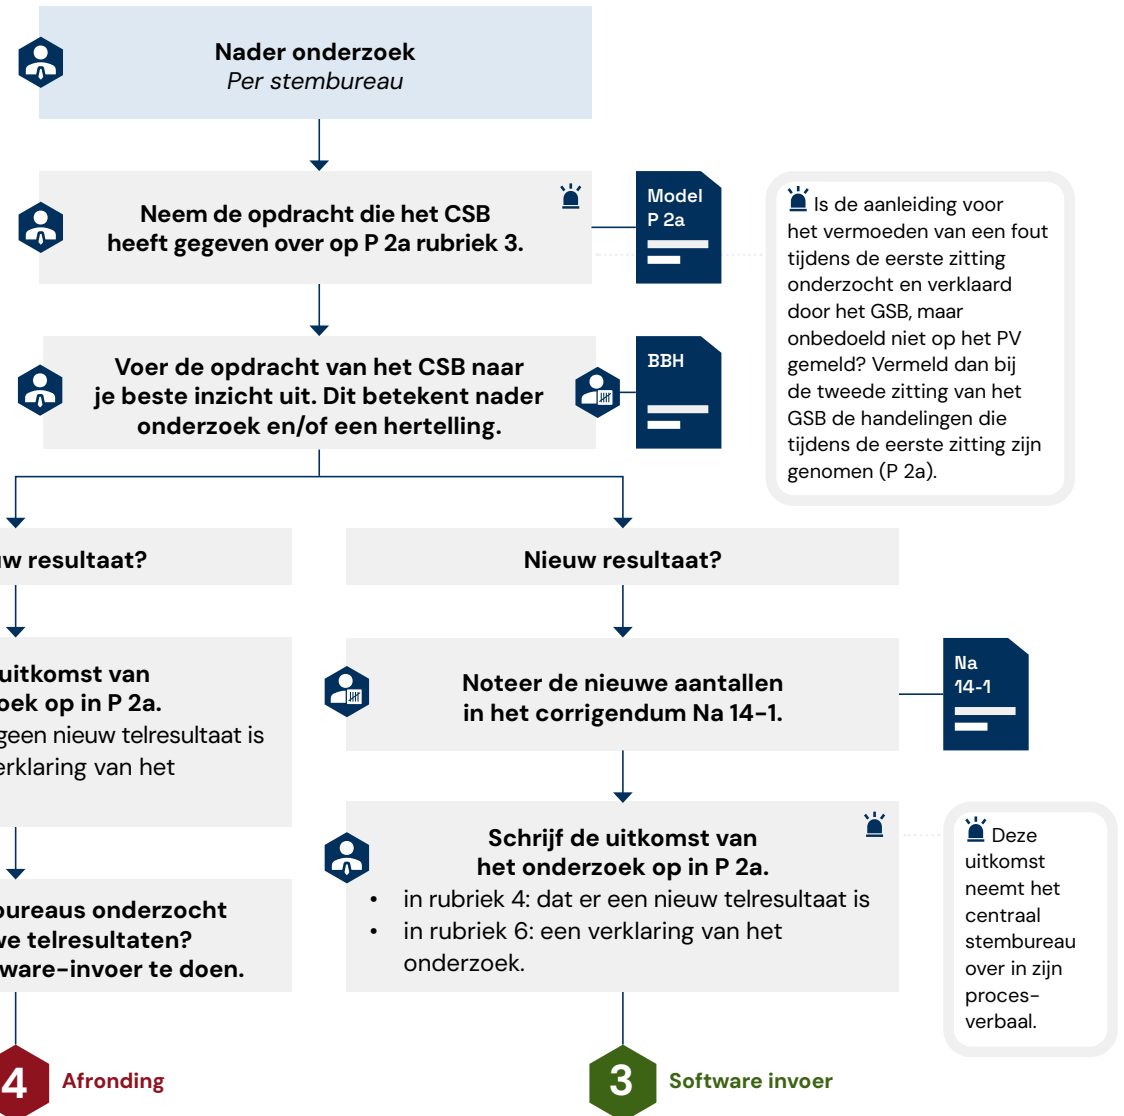 Nader onderzoek
Per stembureau
Neem de opdracht die het CSB
heeft gegeven over op P 2a rubriek 3.
Model
P 2a
Is de aanleiding voor
het vermoeden van een fout
tijdens de eerste zitting
onderzocht en verklaard
door het GSB, maar
onbedoeld niet op het PV
gemeld? Vermeld dan bij
de tweede zitting van het
GSB de handelingen die
tijdens de eerste zitting zijn
genomen (P 2a).
Voer de opdracht van het CSB naar
je beste inzicht uit. Dit betekent nader
onderzoek en/of een hertelling.
BBH
resultaat?
uitkomst van
op in P 2a.
geen nieuw telresultaat is
van het
onderzocht
telresultaten?
te doen.
4
Afronding
Nieuw resultaat?
Noteer de nieuwe aantallen
in het corrigendum Na 14-1.
Na
14-1
Schrijf de uitkomst van
het onderzoek op in P 2a.
• in rubriek 4: dat er een nieuw telresultaat is
• in rubriek 6: een verklaring van het
onderzoek.
Deze
uitkomst
neemt het
centraal
stembureau
over in zijn
proces-
verbaal.
3
Software invoer